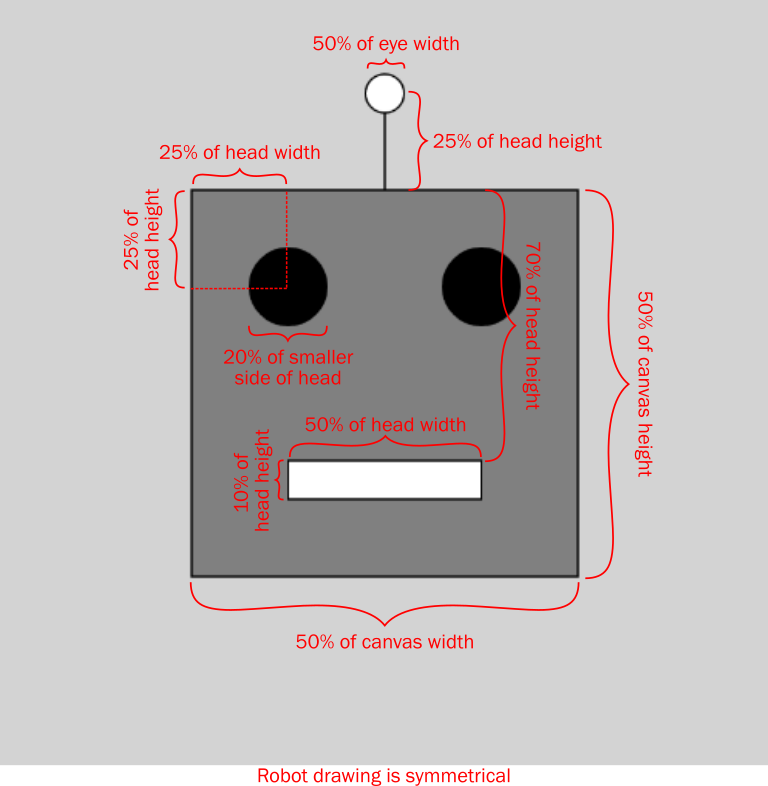 50% of eye width
25% of head height
25% of head width
25% of
head height
70% of head height
50% of canvas height
20% of smaller
side of head
50% of head width
10% of
head height
50% of canvas width
Robot drawing is symmetrical